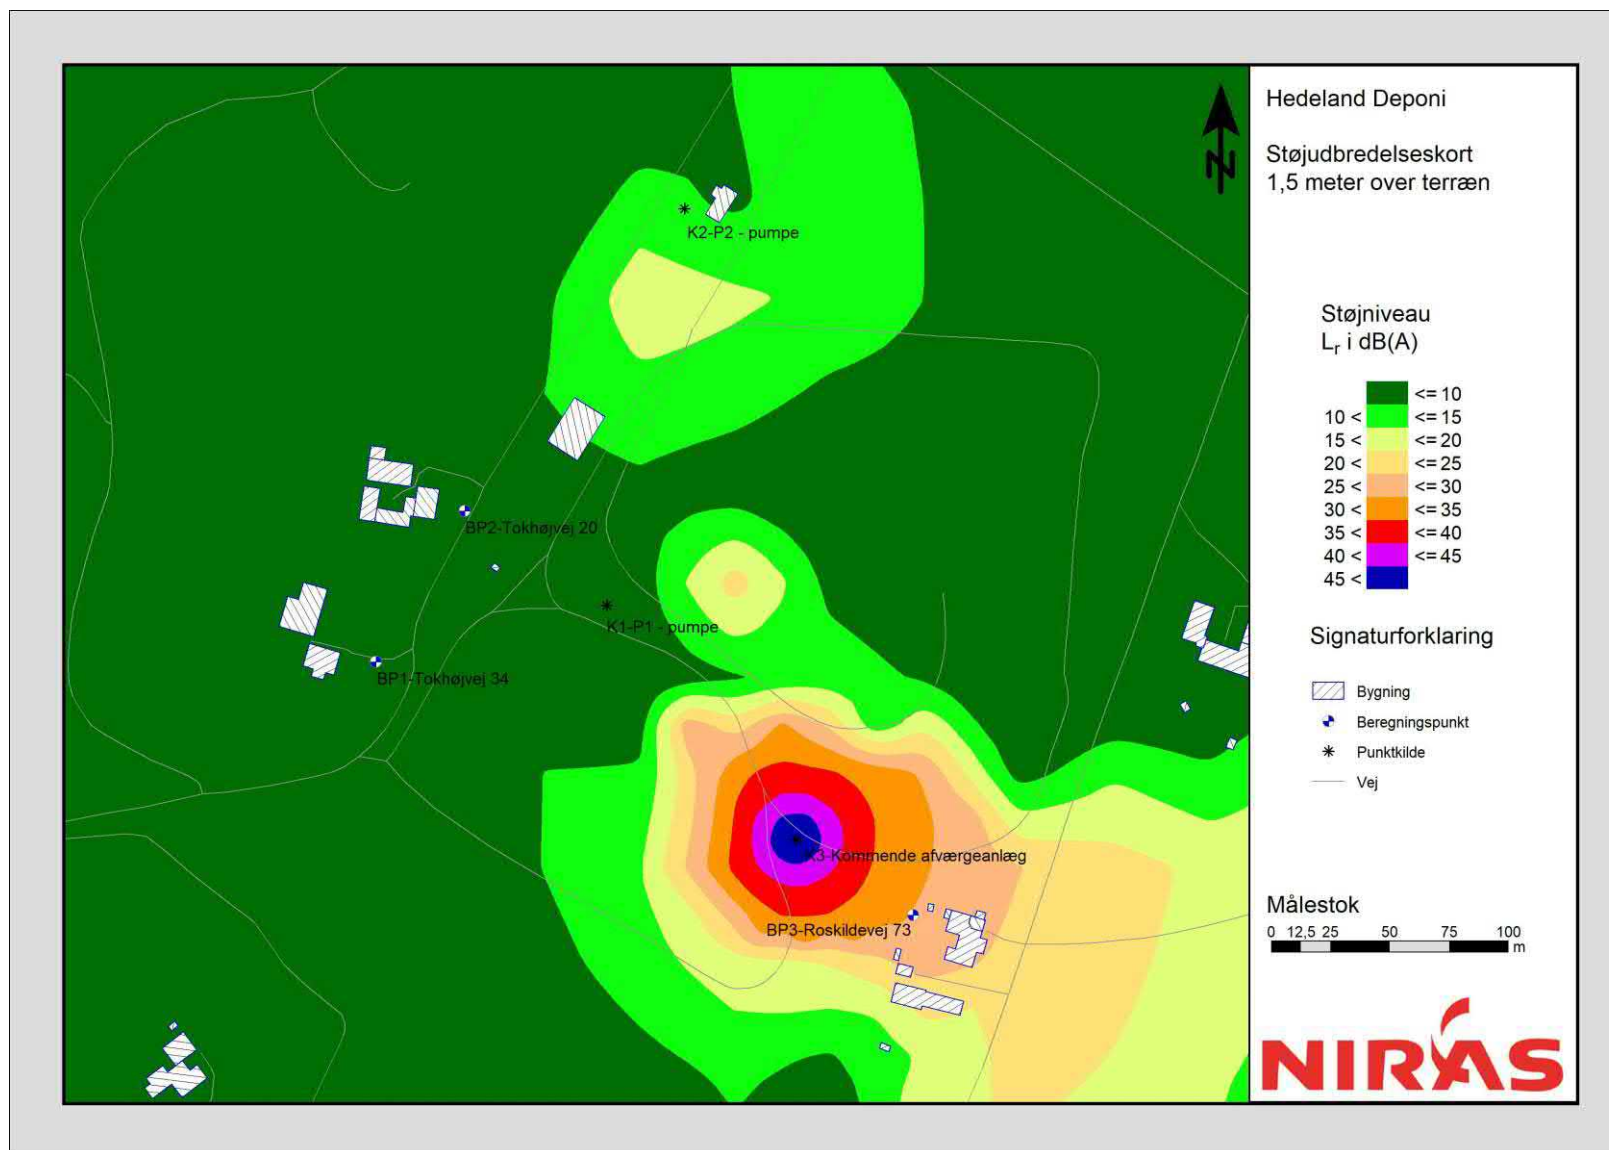 Hedeland Deponi
Støjudbredelseskort
1,5 meter over terræn
N
Støjniveau
Lr i dB(A)
<= 10
10 < <= 15
15 < <= 20
20 < <= 25
25 < <= 30
30 < <= 35
35 < <= 40
40 < <= 45
45 <
Signaturforklaring
Bygning
Beregningspunkt
Punktkilde
Vej
Målestok
0 12,5 25 50 75 100
m
NIRAS
K2-P2 - pumpe
BP2-Tokhøjvej 20
K1-P1 - pumpe
BP1-Tokhøjvej 34
K3-Kommende afværgeanlæg
BP3-Roskildevej 73